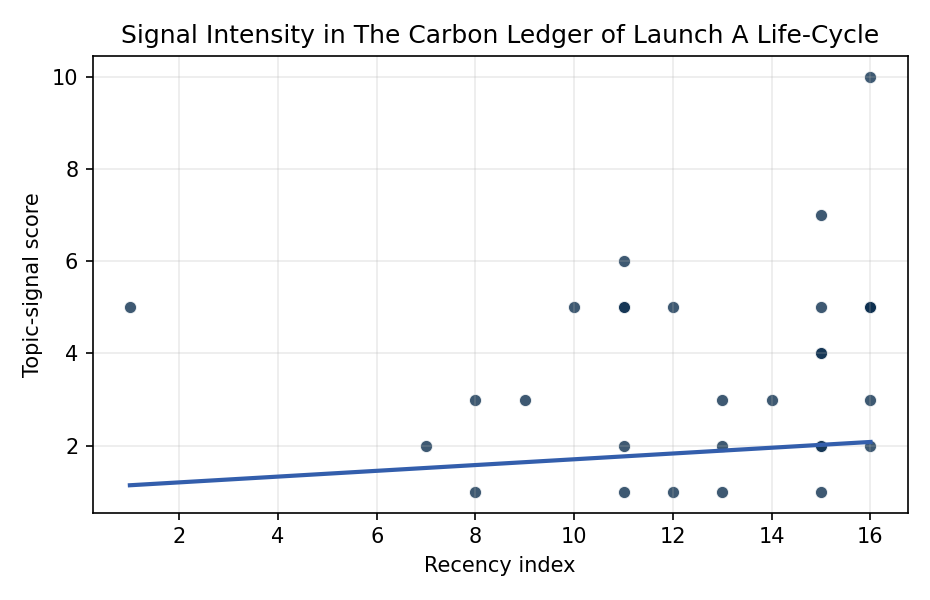 Signal Intensity in The Carbon Ledger of Launch A Life-Cycle
Topic-signal score
10
8
6
4
2
2 4 6 8 10 12 14 16
Recency index